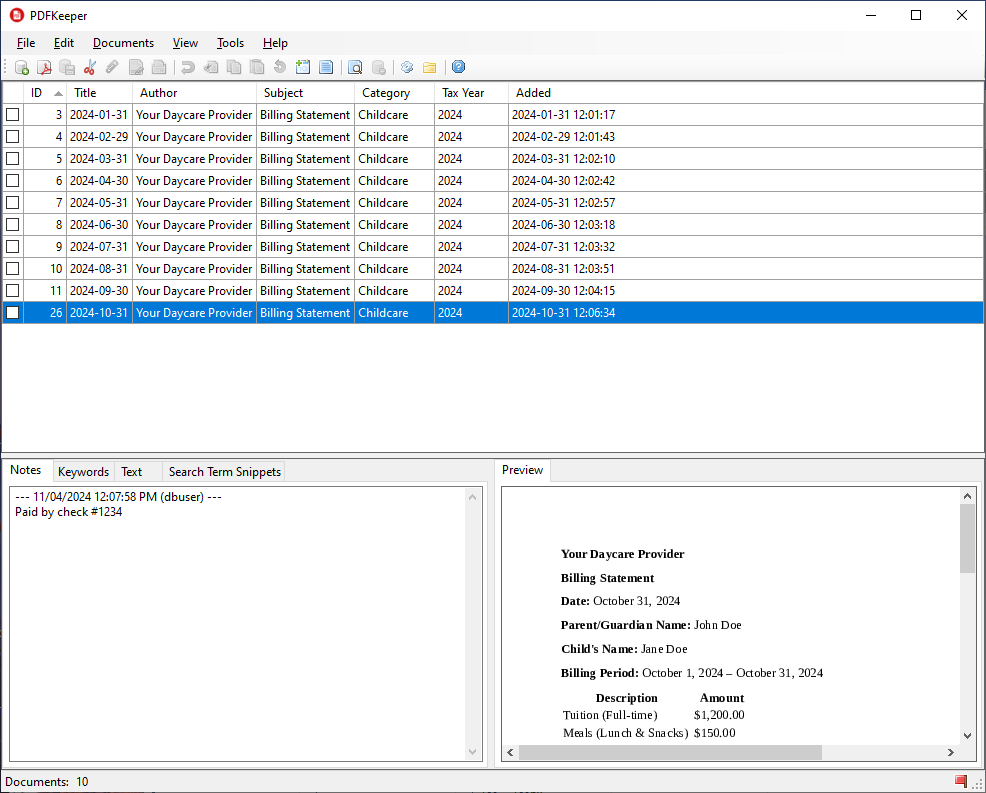 PDFKeeper
File Edit Documents View Tools Help
ID Title Author Subject Category Tax Year Added
3 2024-01-31 Your Daycare Provider Billing Statement Childcare 2024 2024-01-31 12:01:17
4 2024-02-29 Your Daycare Provider Billing Statement Childcare 2024 2024-02-29 12:01:43
5 2024-03-31 Your Daycare Provider Billing Statement Childcare 2024 2024-03-31 12:02:10
6 2024-04-30 Your Daycare Provider Billing Statement Childcare 2024 2024-04-30 12:02:42
7 2024-05-31 Your Daycare Provider Billing Statement Childcare 2024 2024-05-31 12:02:57
8 2024-06-30 Your Daycare Provider Billing Statement Childcare 2024 2024-06-30 12:03:18
9 2024-07-31 Your Daycare Provider Billing Statement Childcare 2024 2024-07-31 12:03:32
10 2024-08-31 Your Daycare Provider Billing Statement Childcare 2024 2024-08-31 12:03:51
11 2024-09-30 Your Daycare Provider Billing Statement Childcare 2024 2024-09-30 12:04:15
26 2024-10-31 Your Daycare Provider Billing Statement Childcare 2024 2024-10-31 12:06:34
Notes Keywords Text Search Term Snippets
--- 11/04/2024 12:07:58 PM (dbuser) ---
Paid by check #1234
Preview
Your Daycare Provider
Billing Statement
Date: October 31, 2024
Parent/Guardian Name: John Doe
Child's Name: Jane Doe
Billing Period: October 1, 2024 – October 31, 2024
Description Amount
Tuition (Full-time) $1,200.00
Meals (Lunch & Snacks) $150.00
Documents: 10